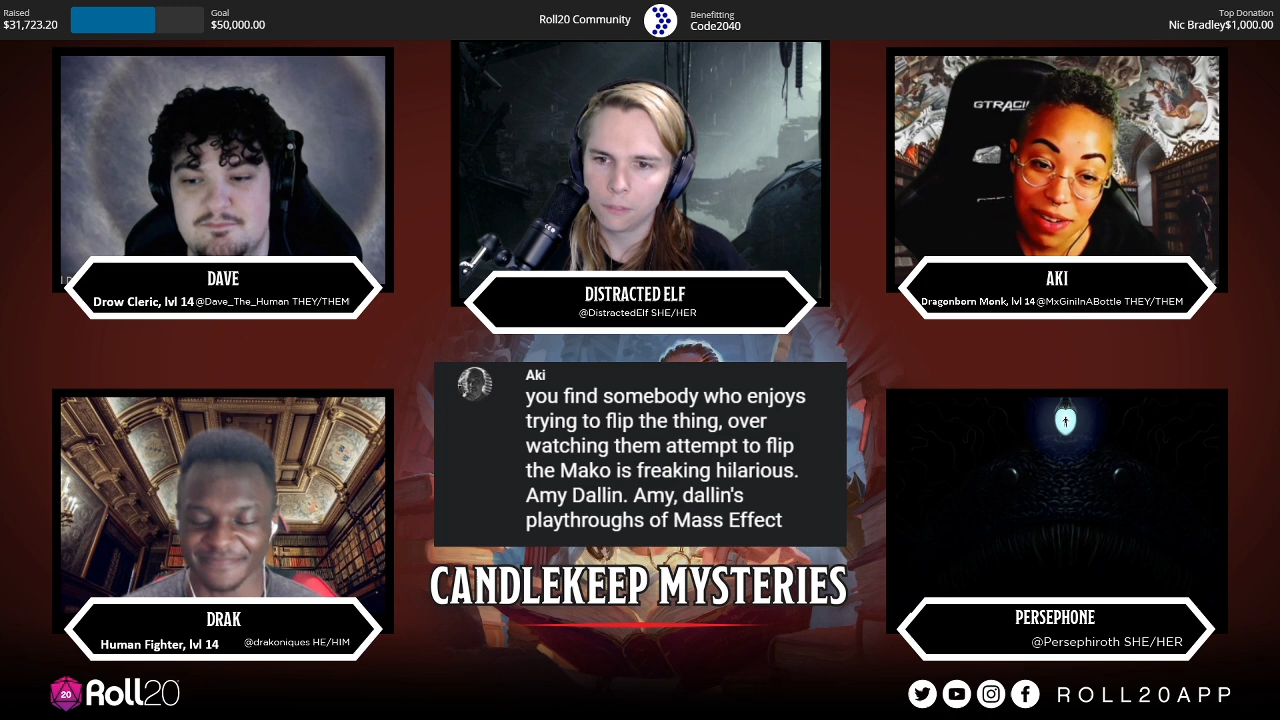 Raised
$31,723.20
Goal
$50,000.00
Roll20 Community
Benefitting
Code2040
Top Donation
Nic Bradley$1,000.00
GTRACI
DAVE
Drow Cleric, lvl 14 @Dave_The_Human THEY/THEM
DISTRACTED ELF
@DistractedElf SHE/HER
AKI
Dragonborn Monk, lvl 14 @MxGiniInABottle THEY/THEM
Aki
you find somebody who enjoys
trying to flip the thing, over
watching them attempt to flip
the Mako is freaking hilarious.
Amy Dallin. Amy, dallin's
playthroughs of Mass Effect
CANDLEKEEP MYSTERIES
DRAK
Human Fighter, lvl 14 @drakoniques HE/HIM
PERSEPHONE
@Persephiroth SHE/HER
20 Roll20
ROLL20APP